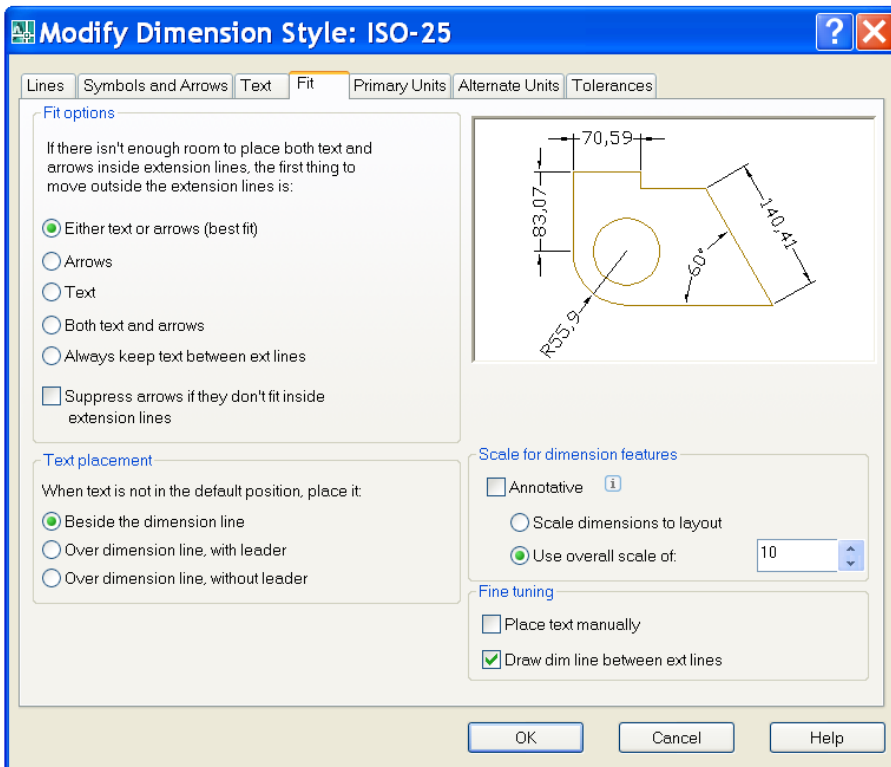 Modify Dimension Style: ISO-25
Lines Symbols and Arrows Text Fit Primary Units Alternate Units Tolerances
Fit options
If there isn't enough room to place both text and
arrows inside extension lines, the first thing to
move outside the extension lines is:
Either text or arrows (best fit)
Arrows
Text
Both text and arrows
Always keep text between ext lines
Suppress arrows if they don't fit inside
extension lines
70,59
83,07
140,41
60°
R55,9
Text placement
When text is not in the default position, place it:
Beside the dimension line
Over dimension line, with leader
Over dimension line, without leader
Scale for dimension features
Annotative
Scale dimensions to layout
Use overall scale of: 10
Fine tuning
Place text manually
Draw dim line between ext lines
OK Cancel Help